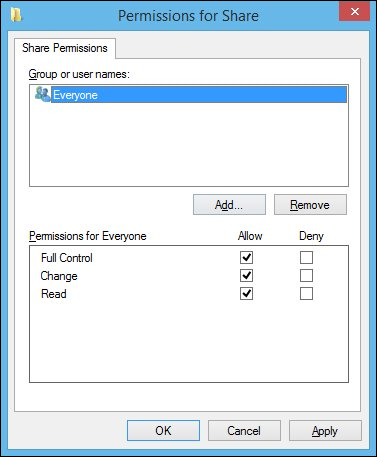 Permissions for Share
Share Permissions
Group or user names:
Everyone
Add...
Remove
Permissions for Everyone Allow Deny
Full Control
Change
Read
OK Cancel Apply